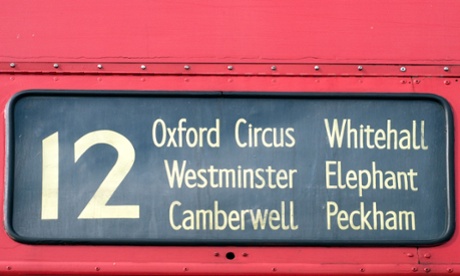 12
Oxford Circus Whitehall
Westminster Elephant
Camberwell Peckham